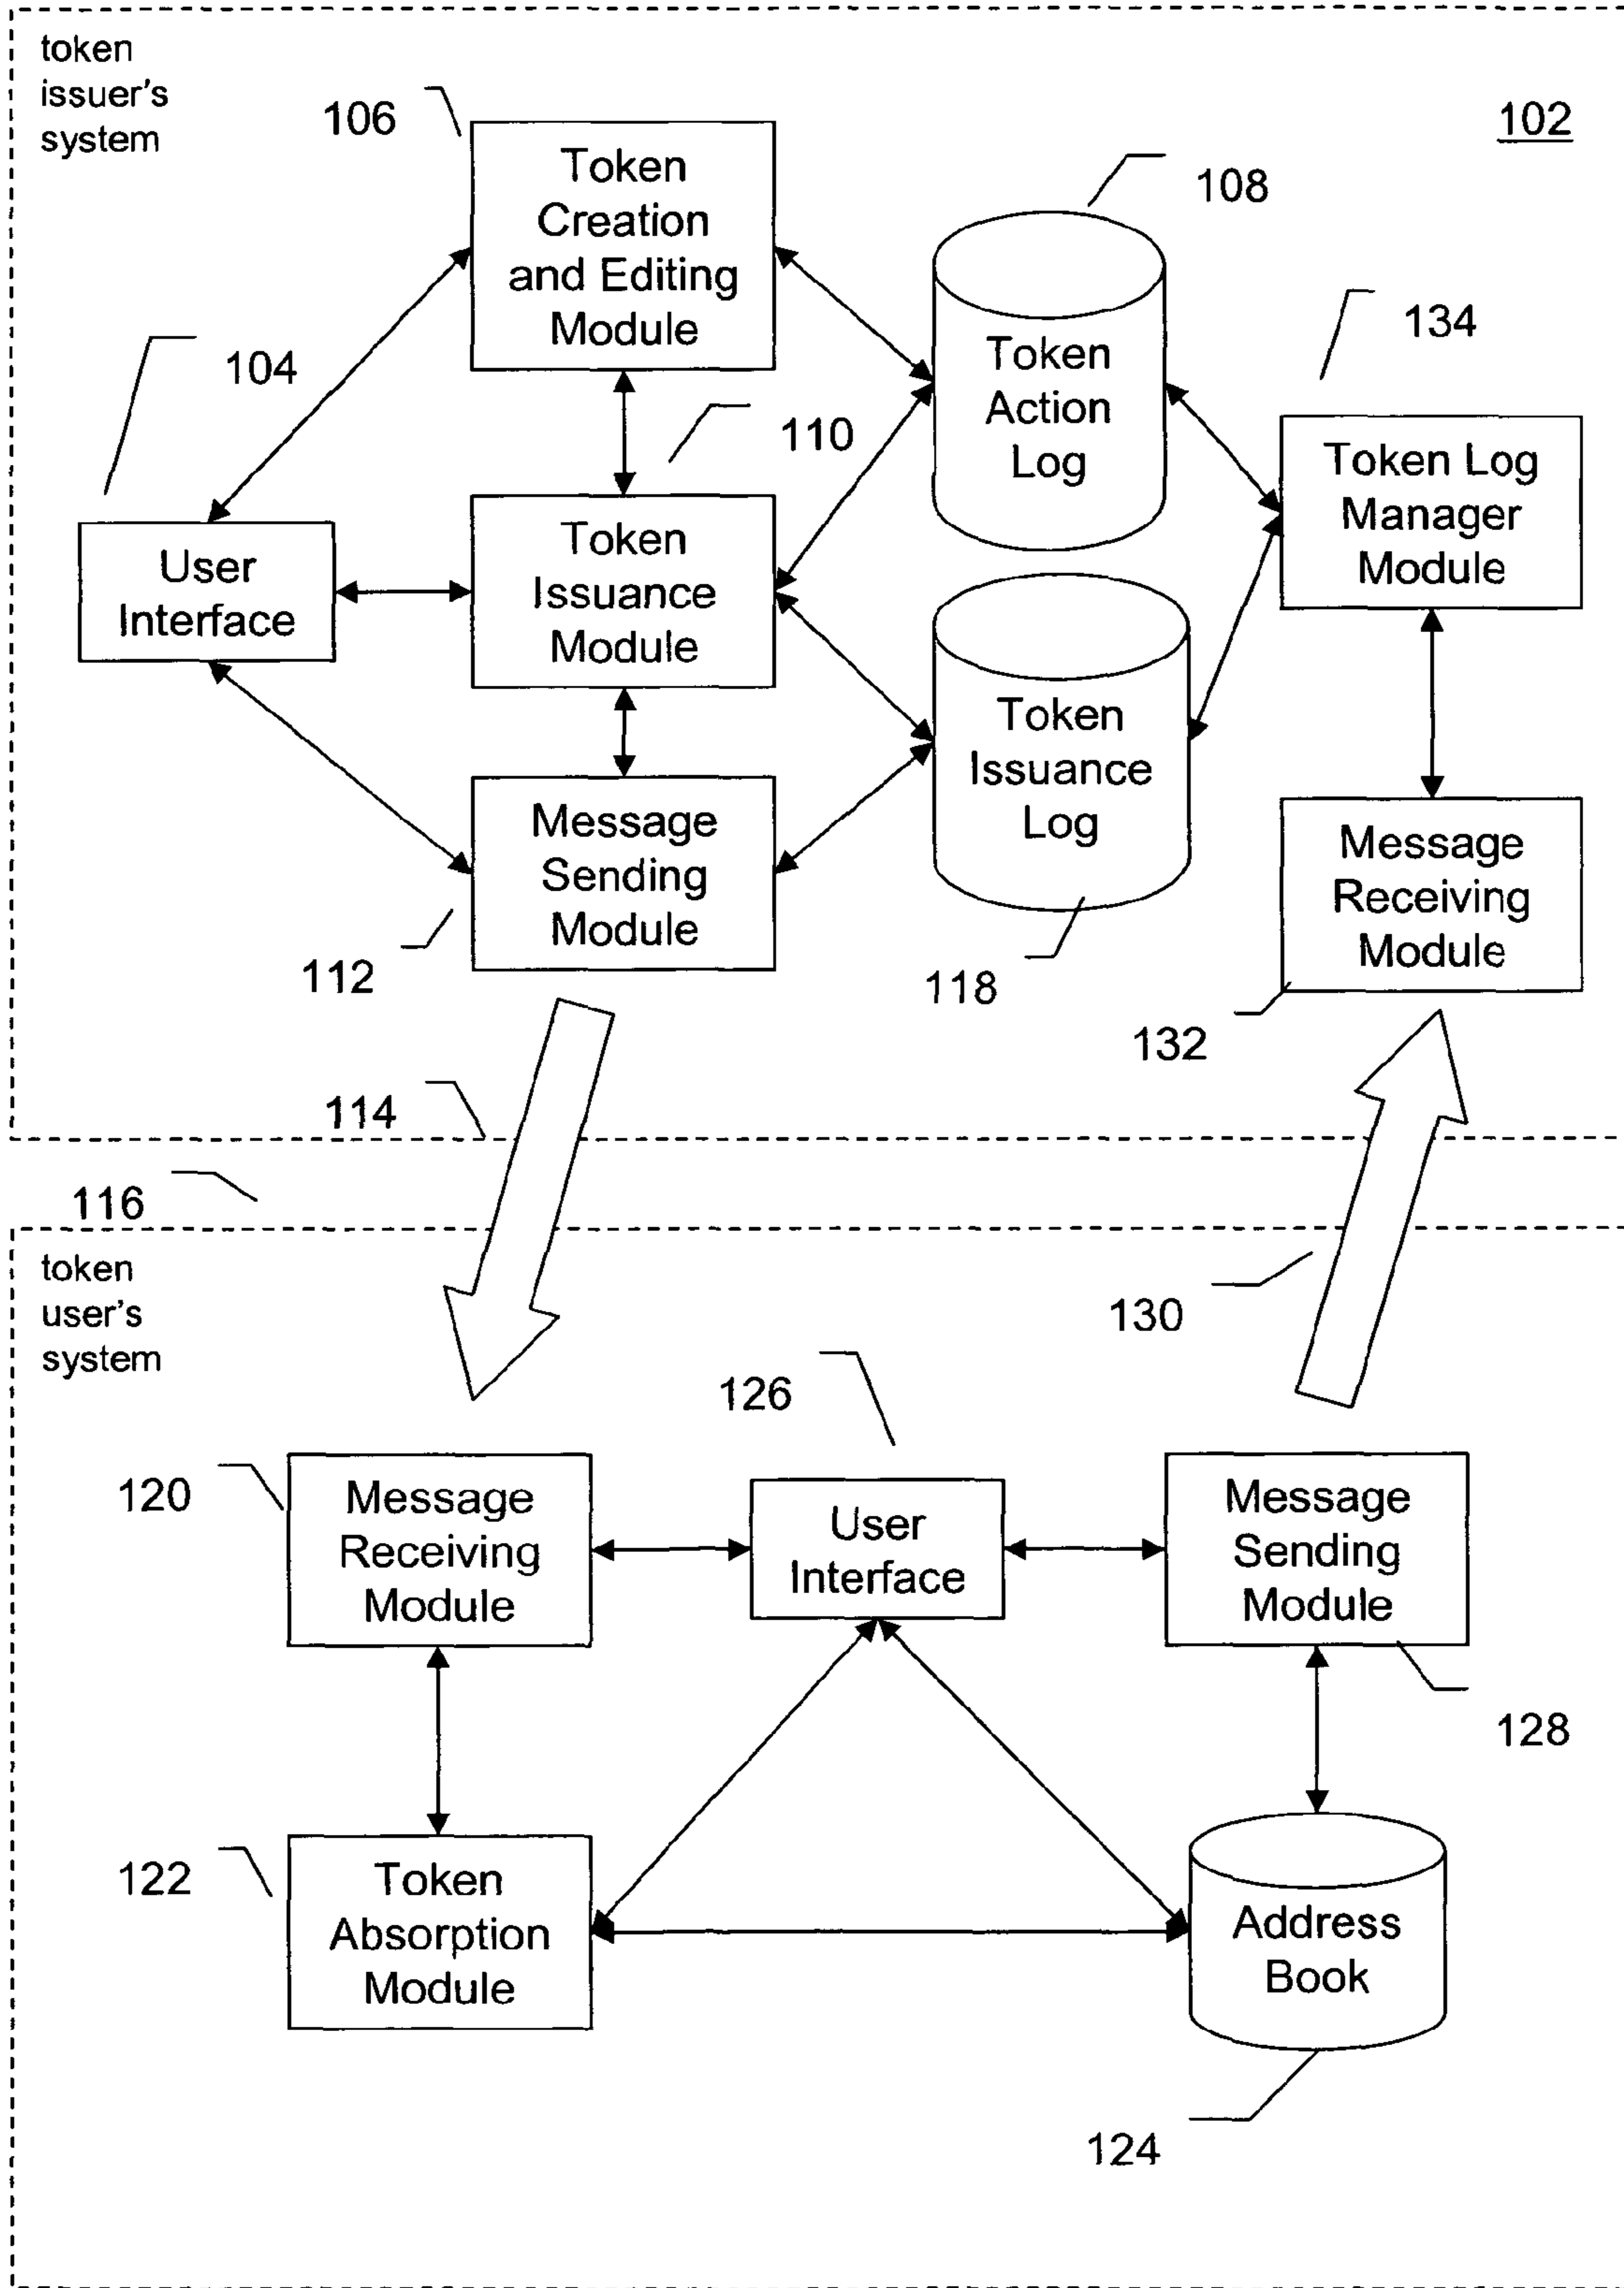 token
issuer's
system
102
106
Token
Creation
and Editing
Module
108
Token
Action
Log
134
Token Log
Manager
Module
104
User
Interface
110
Token
Issuance
Module
Token
Issuance
Log
118
Message
Sending
Module
112
Message
Receiving
Module
132
114
116
token
user's
system
130
126
120
Message
Receiving
Module
User
Interface
Message
Sending
Module
128
122
Token
Absorption
Module
Address
Book
124